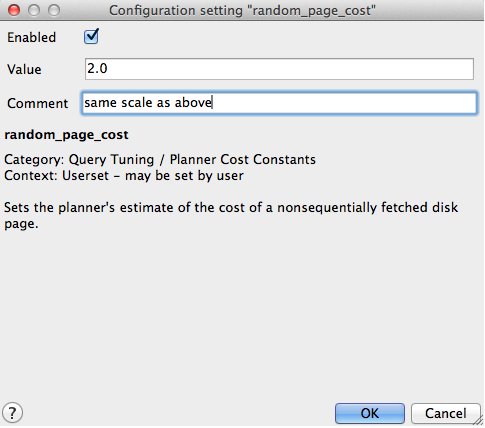 Configuration setting "random_page_cost"
Enabled
Value 2.0
Comment same scale as above
random_page_cost
Category: Query Tuning / Planner Cost Constants
Context: Userset - may be set by user
Sets the planner's estimate of the cost of a nonsequentially fetched disk
page.
? OK Cancel